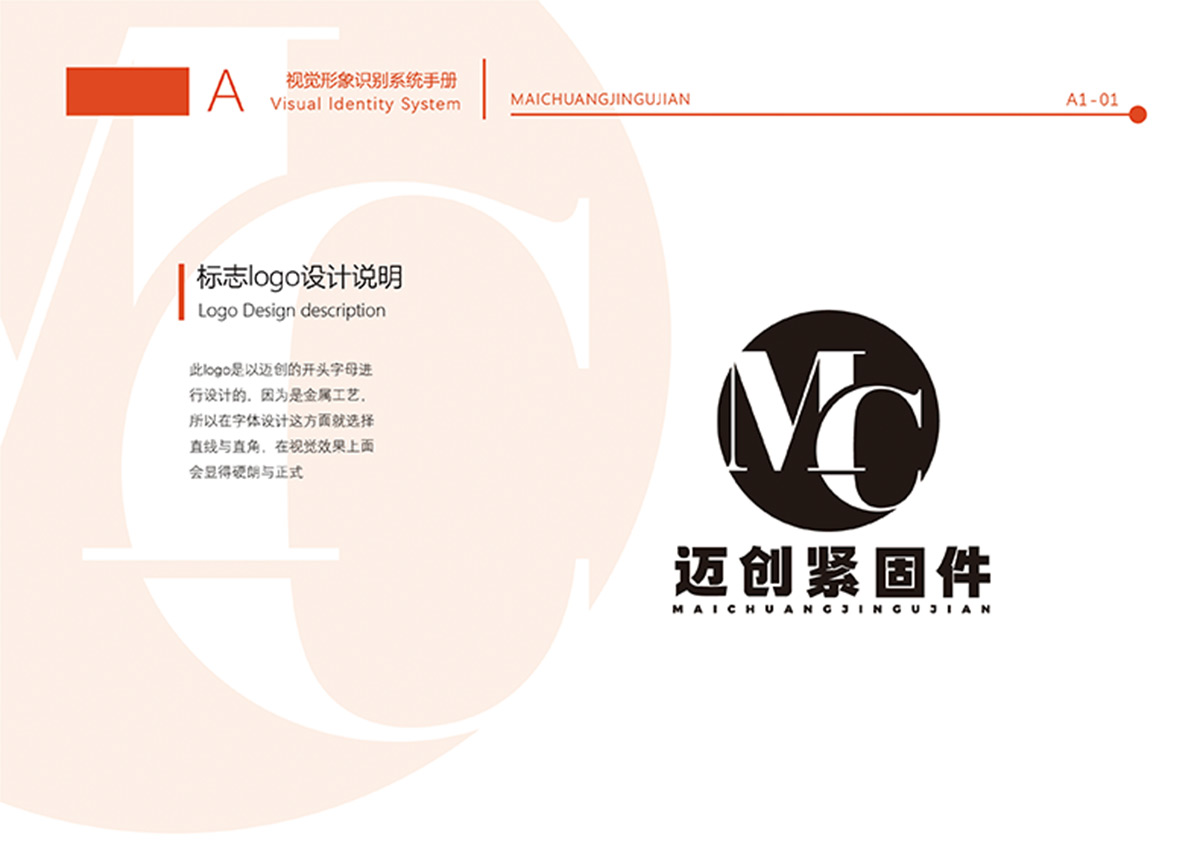 A
视觉形象识别系统手册
Visual Identity System
MAICHUANGJINGUJIAN
A1-01
标志logo设计说明
Logo Design description
此logo是以迈创的开头字母进
行设计的，因为是金属工艺，
所以在字体设计这方面就选择
直线与直角，在视觉效果上面
会显得硬朗与正式
MC
迈创紧固件
MAICHUANGJINGUJIAN